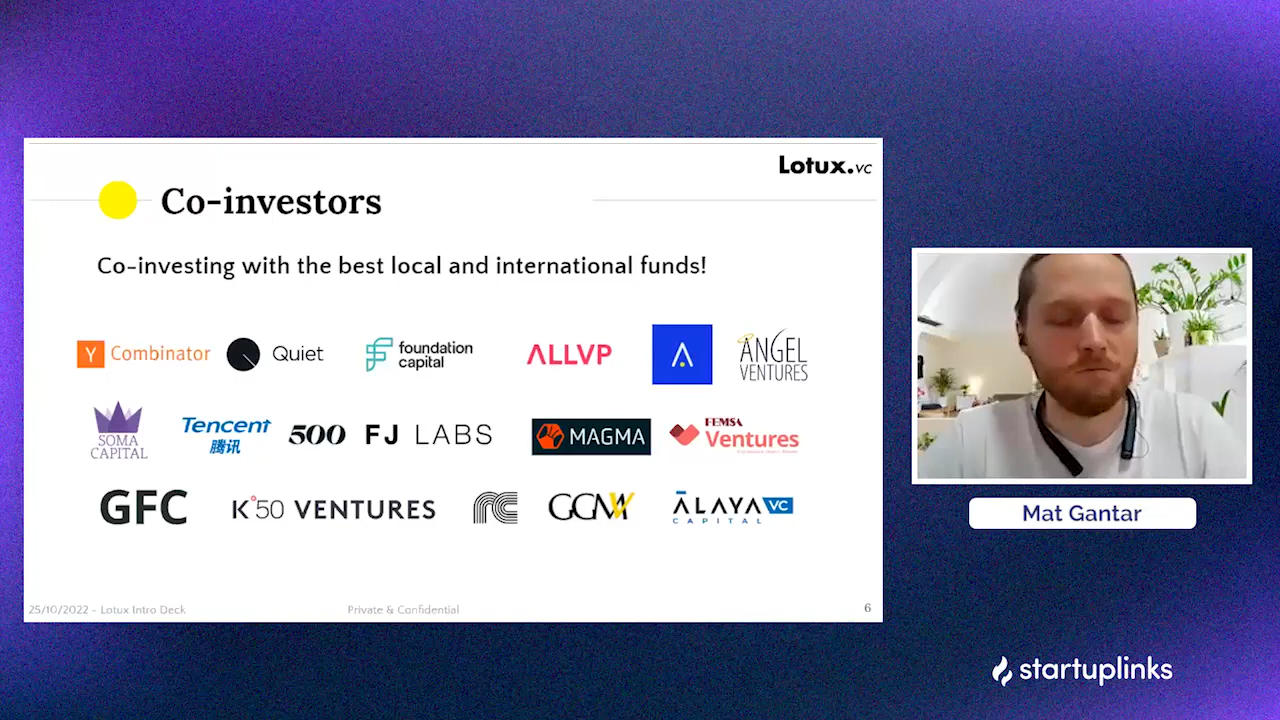 Lotux.vc
Co-investors
Co-investing with the best local and international funds!
Y Combinator
Quiet
foundation
capital
ALLVP
ANGEL
VENTURES
SOMA
CAPITAL
Tencent
腾讯
500
FJ LABS
MAGMA
FEMSA
Ventures
GFC
K50 VENTURES
GGM
ĀLAYA VC
CAPITAL
25/10/2022 - Lotux Intro Deck
Private & Confidential
6
Mat Gantar
startuplinks